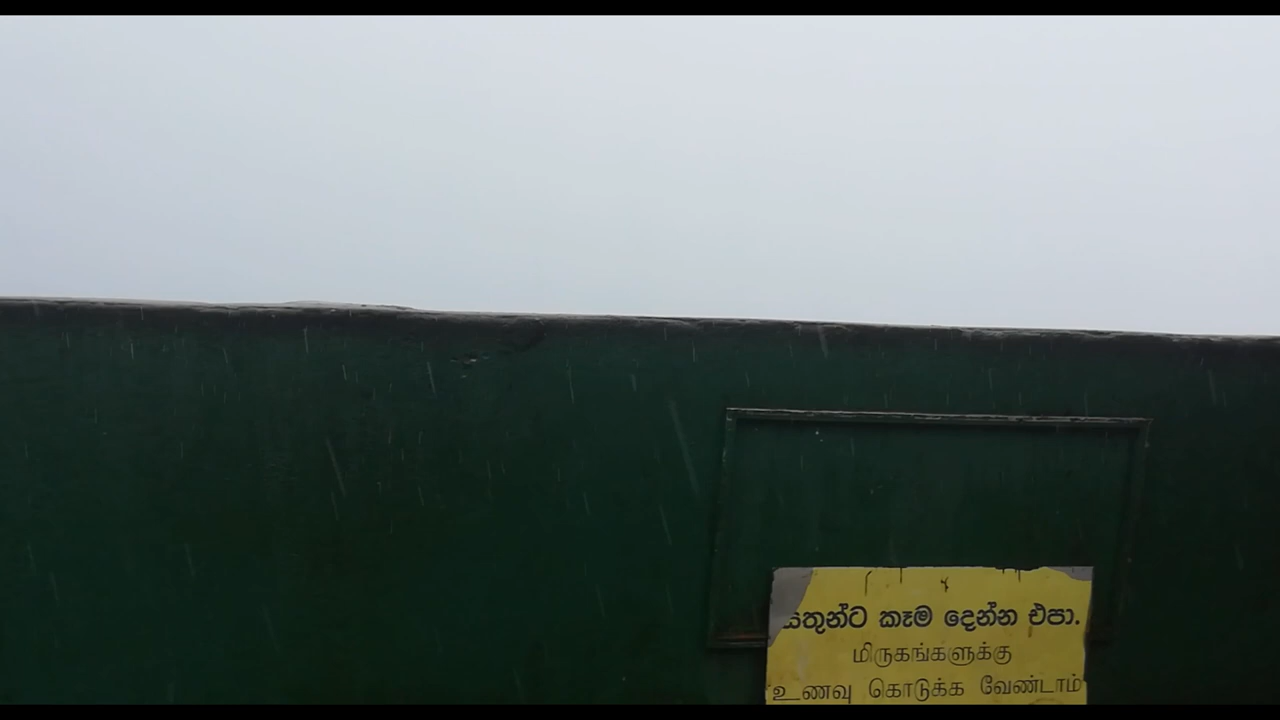 සතුන්ට කෑම දෙන්න එපා.
மிருகங்களுக்கு
உணவு கொடுக்க வேண்டாம்